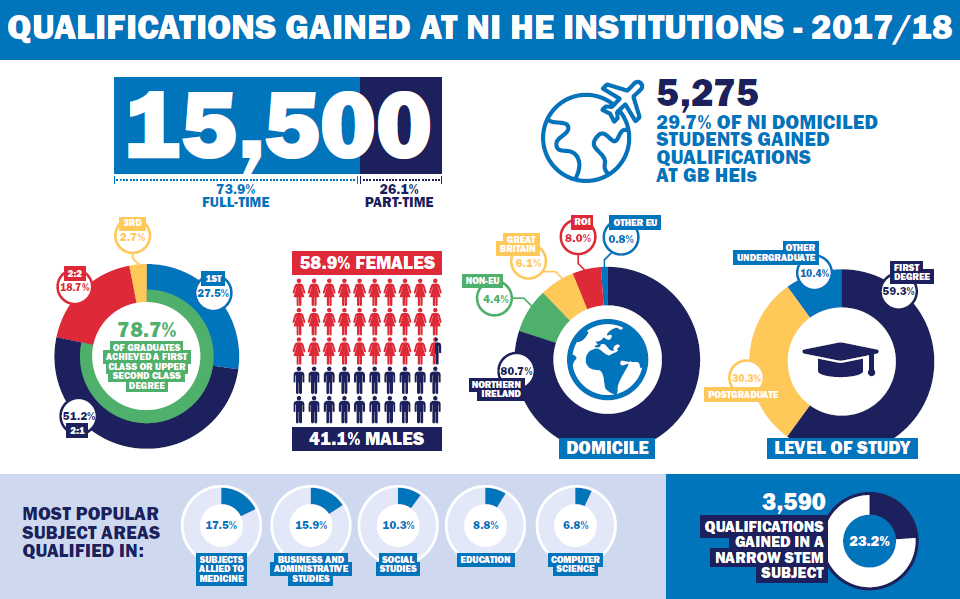 QUALIFICATIONS GAINED AT NI HE INSTITUTIONS - 2017/18
15,500
73.9%
FULL-TIME
26.1%
PART-TIME
5,275
29.7% OF NI DOMICILED
STUDENTS GAINED
QUALIFICATIONS
AT GB HEIs
3RD
2.7%
2:2
18.7%
1ST
27.5%
78.7%
OF GRADUATES
ACHIEVED A FIRST
CLASS OR UPPER
SECOND CLASS
DEGREE
51.2%
2:1
58.9% FEMALES
41.1% MALES
ROI
8.0%
OTHER EU
0.8%
GREAT
BRITAIN
6.1%
NON-EU
4.4%
80.7%
NORTHERN
IRELAND
DOMICILE
OTHER
UNDERGRADUATE
10.4%
FIRST
DEGREE
59.3%
30.3%
POSTGRADUATE
LEVEL OF STUDY
MOST POPULAR
SUBJECT AREAS
QUALIFIED IN:
17.5%
SUBJECTS
ALLIED TO
MEDICINE
15.9%
BUSINESS AND
ADMINISTRATIVE
STUDIES
10.3%
SOCIAL
STUDIES
8.8%
EDUCATION
6.8%
COMPUTER
SCIENCE
3,590
QUALIFICATIONS
GAINED IN A
NARROW STEM
SUBJECT
23.2%